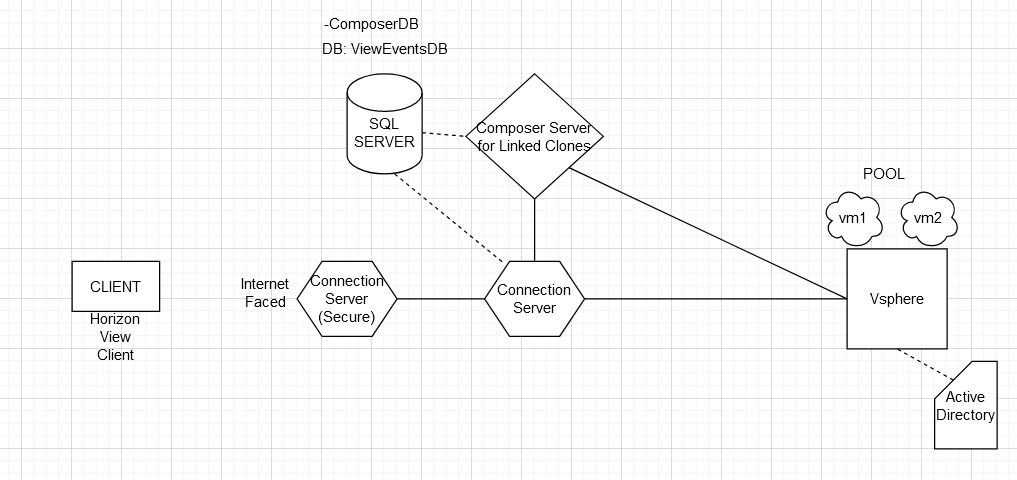 -ComposerDB
DB: ViewEventsDB
SQL
SERVER
Composer Server
for Linked Clones
POOL
vm1
vm2
CLIENT
Horizon
View
Client
Internet
Faced
Connection
Server
(Secure)
Connection
Server
Vsphere
Active
Directory